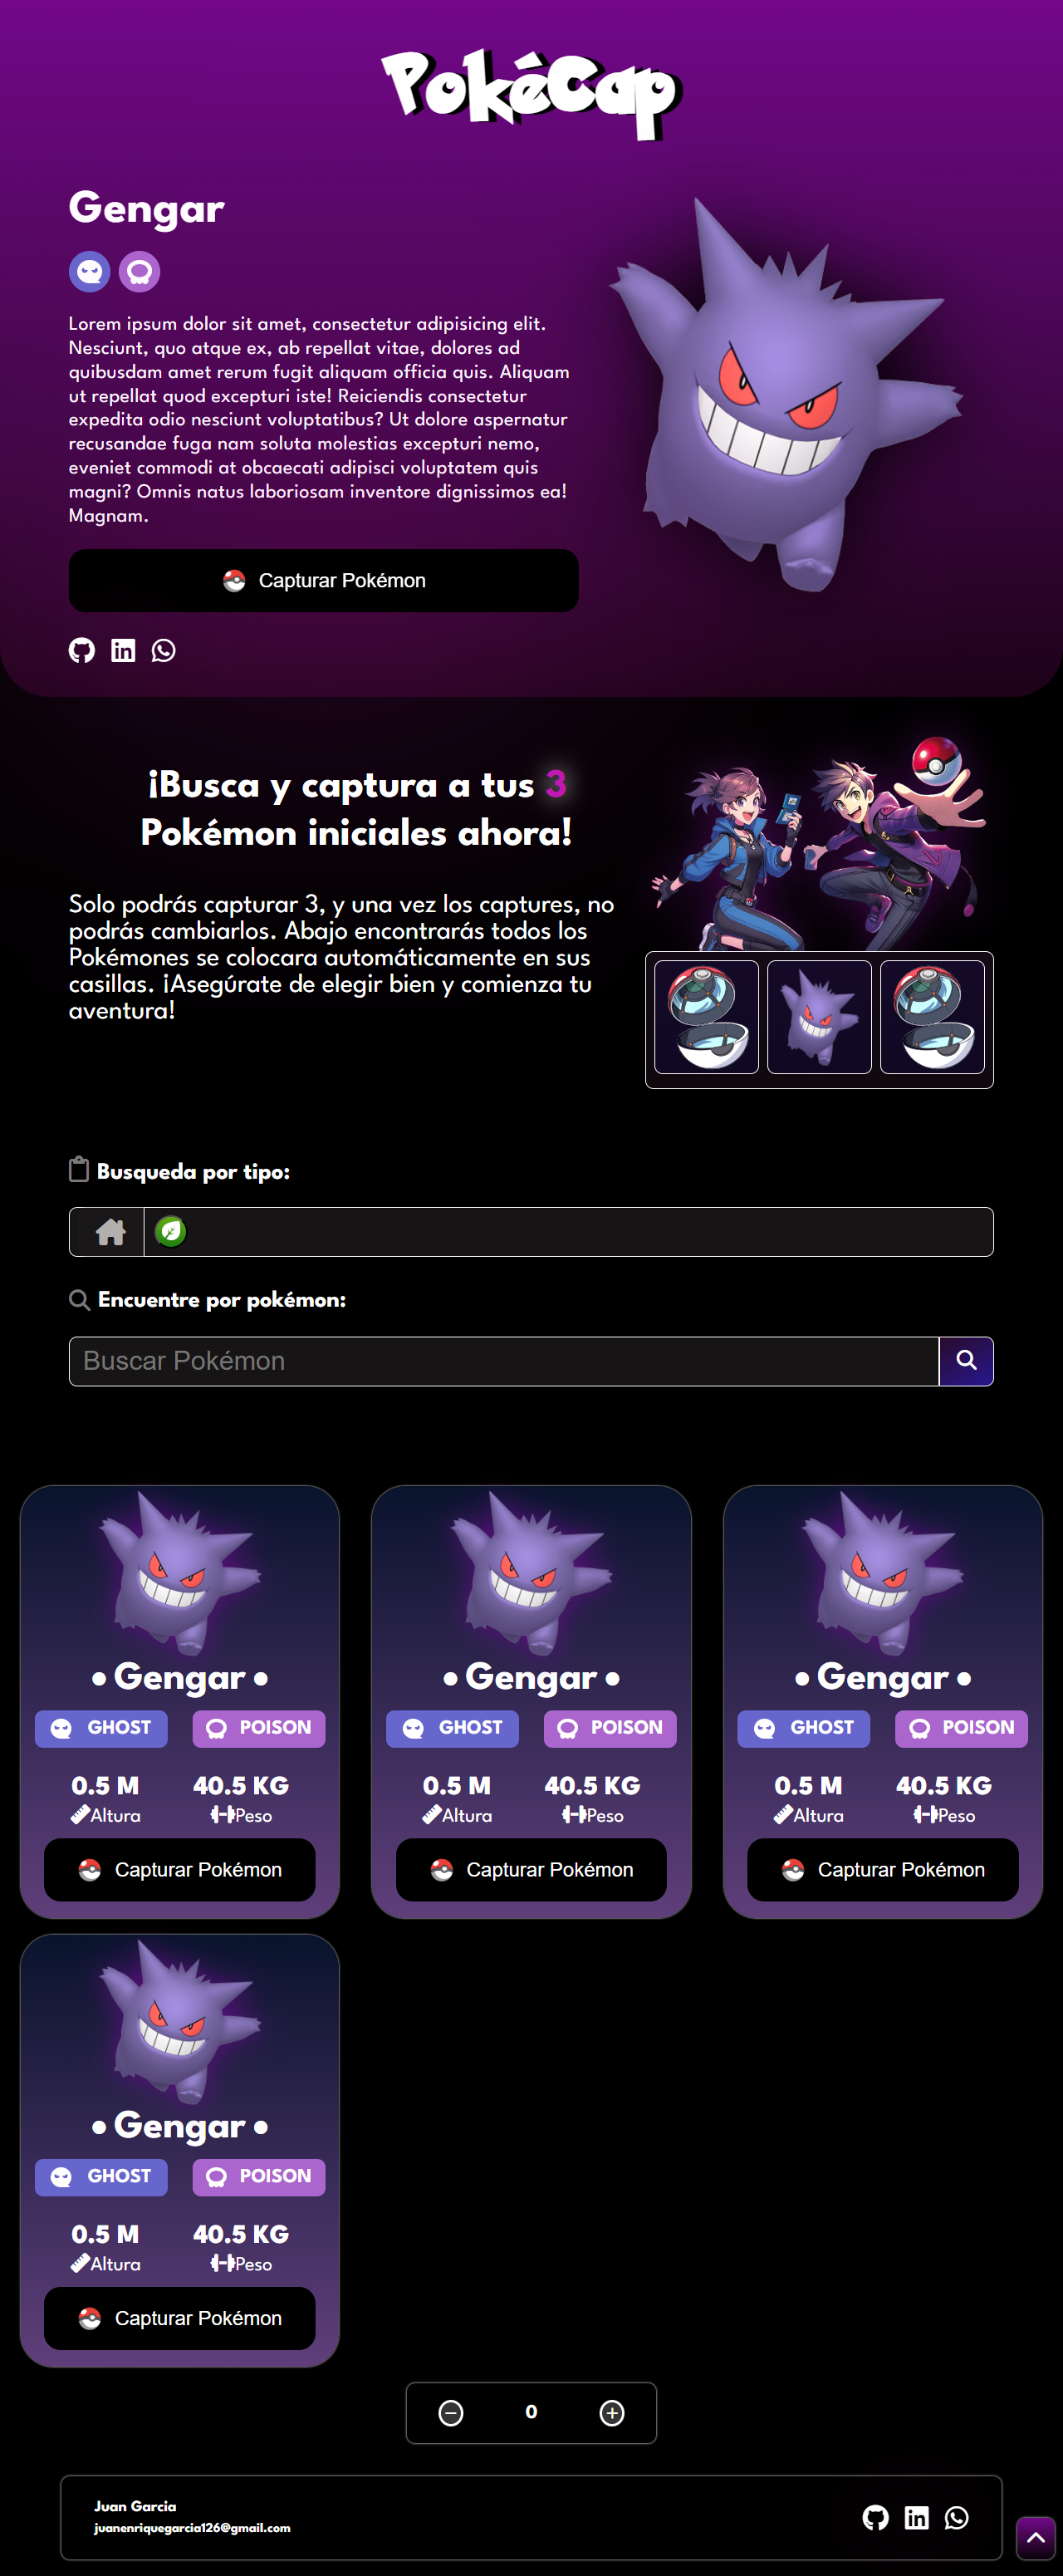 PokéCap
Gengar
Lorem ipsum dolor sit amet, consectetur adipisicing elit.
Nesciunt, quo atque ex, ab repellat vitae, dolores ad
quibusdam amet rerum fugit aliquam officia quis. Aliquam
ut repellat quod excepturi iste! Reiciendis consectetur
expedita odio nesciunt voluptatibus? Ut dolore aspernatur
recusandae fuga nam soluta molestias excepturi nemo,
eveniet commodi at obcaecati adipisci voluptatem quis
magni? Omnis natus laboriosam inventore dignissimos ea!
Magnam.
Capturar Pokémon
¡Busca y captura a tus 3
Pokémon iniciales ahora!
Solo podrás capturar 3, y una vez los captures, no
podrás cambiarlos. Abajo encontrarás todos los
Pokémones se colocara automáticamente en sus
casillas. ¡Asegúrate de elegir bien y comienza tu
aventura!
Busqueda por tipo:
Encuentre por pokémon:
Buscar Pokémon
• Gengar •
GHOST POISON
0.5 M 40.5 KG
Altura Peso
Capturar Pokémon
• Gengar •
GHOST POISON
0.5 M 40.5 KG
Altura Peso
Capturar Pokémon
• Gengar •
GHOST POISON
0.5 M 40.5 KG
Altura Peso
Capturar Pokémon
• Gengar •
GHOST POISON
0.5 M 40.5 KG
Altura Peso
Capturar Pokémon
0
Juan Garcia
juanenriquegarcia126@gmail.com